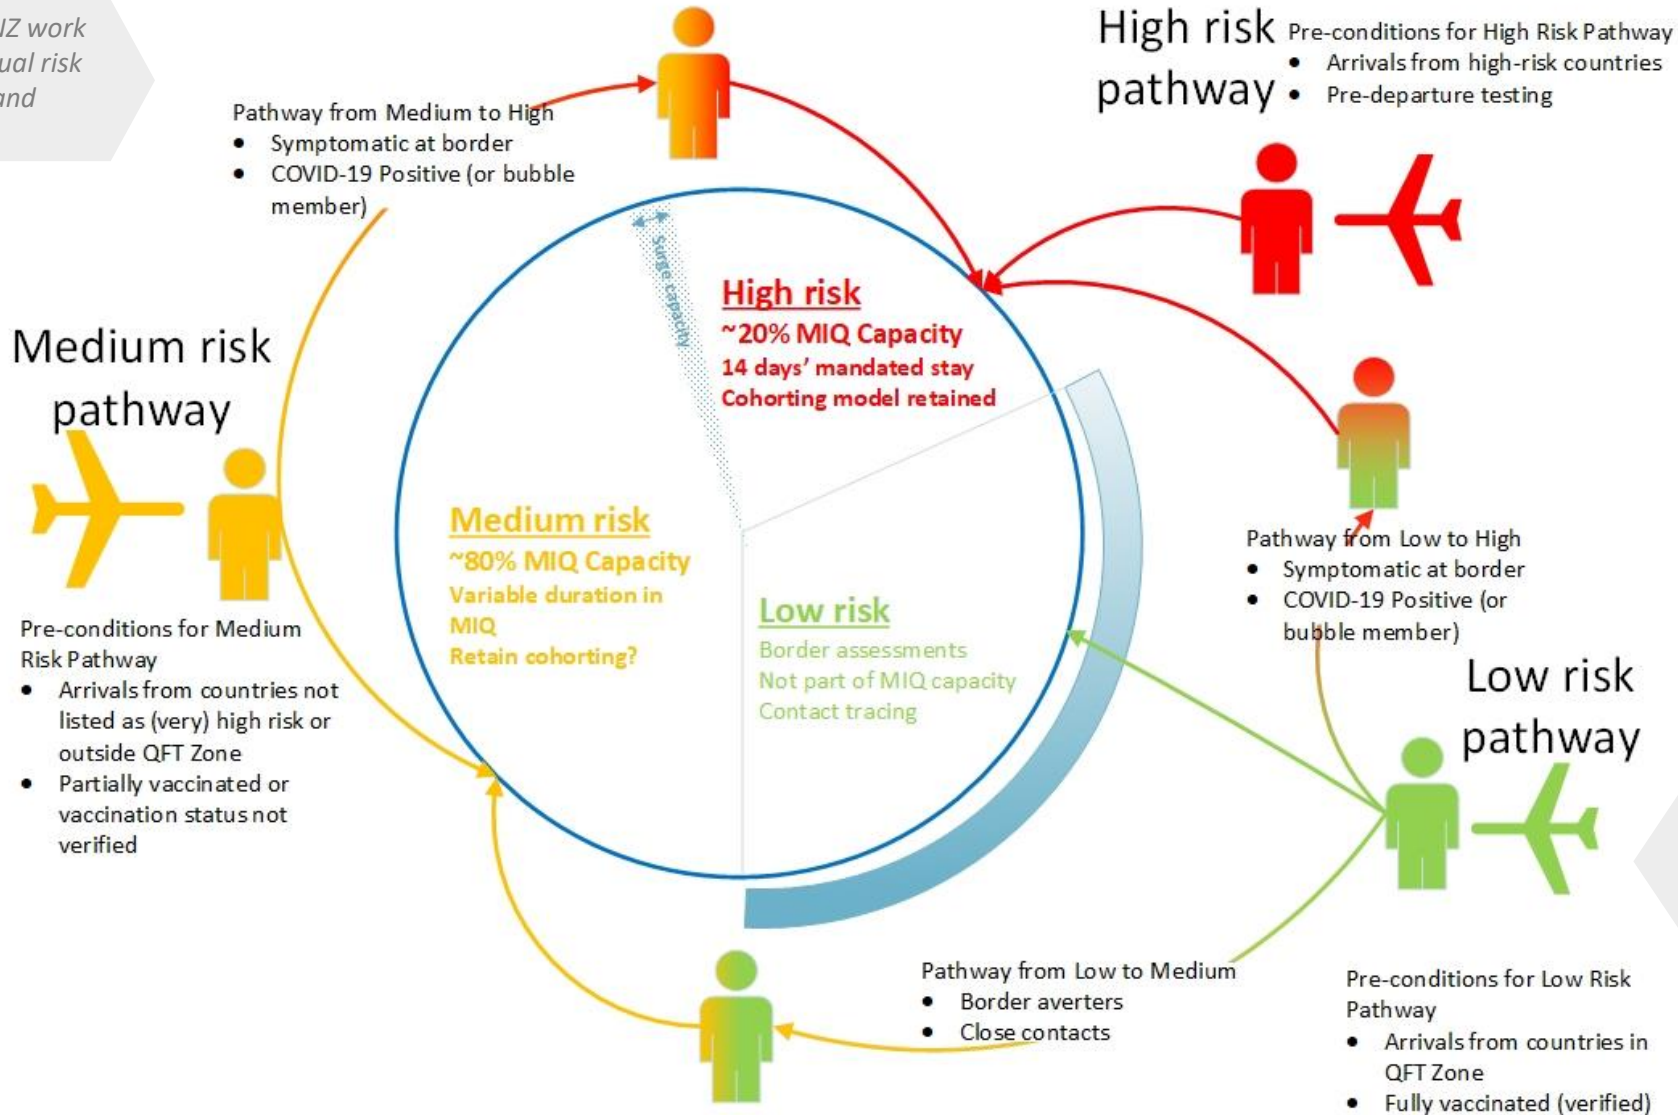 NZ work
ual risk
and
Pathway from Medium to High
• Symptomatic at border
• COVID-19 Positive (or bubble
member)
High risk
pathway
Pre-conditions for High Risk Pathway
• Arrivals from high-risk countries
• Pre-departure testing
Surge capacity
High risk
~20% MIQ Capacity
14 days' mandated stay
Cohorting model retained
Medium risk
pathway
Medium risk
~80% MIQ Capacity
Variable duration in
MIQ
Retain cohorting?
Low risk
Border assessments
Not part of MIQ capacity
Contact tracing
Pathway from Low to High
• Symptomatic at border
• COVID-19 Positive (or
bubble member)
Pre-conditions for Medium
Risk Pathway
• Arrivals from countries not
listed as (very) high risk or
outside QFT Zone
• Partially vaccinated or
vaccination status not
verified
Low risk
pathway
Pathway from Low to Medium
• Border averters
• Close contacts
Pre-conditions for Low Risk
Pathway
• Arrivals from countries in
QFT Zone
• Fully vaccinated (verified)